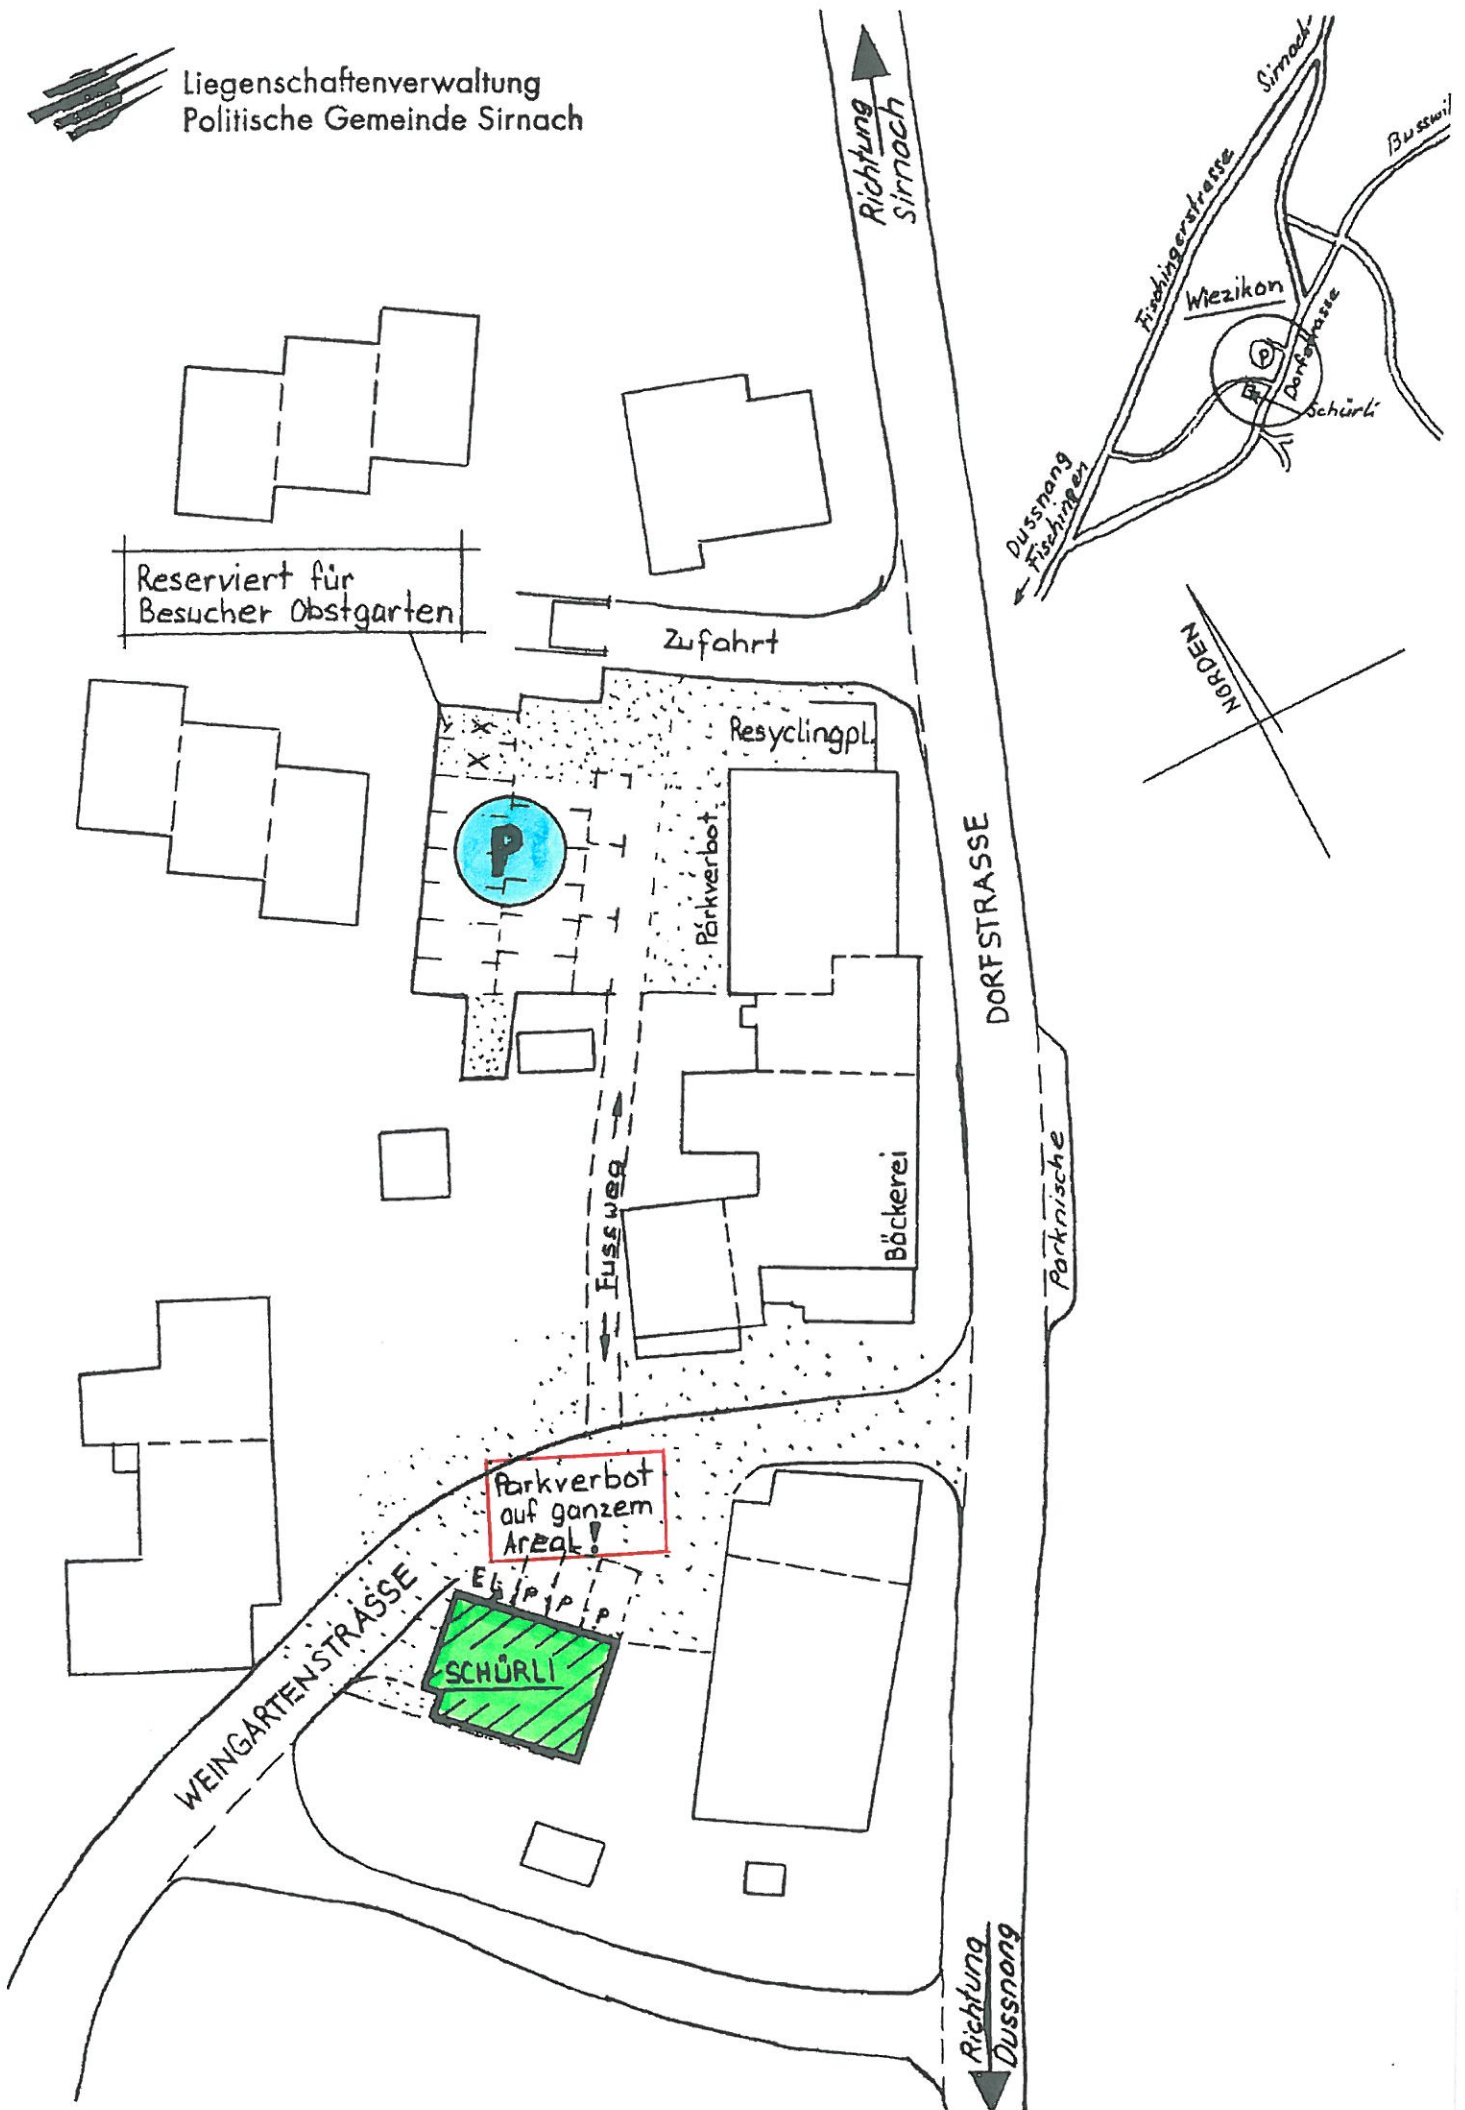 Liegenschaftenverwaltung
Politische Gemeinde Sirnach
Richtung
Sirnach
Sirnach
Busswil
Fischingerstrasse
Wiezikon
P
Dorfstrasse
Schürli
Dussnang
Fischingen
NORDEN
Reserviert für
Besucher Obstgarten
Zufahrt
Resyclingpl.
X
X
P
Parkverbot
DORFSTRASSE
Parknische
Fussweg
Bäckerei
Parkverbot
auf ganzem
Areal!
P
P
P
SCHÜRLI
WEINGARTENSTRASSE
Richtung
Dussnang